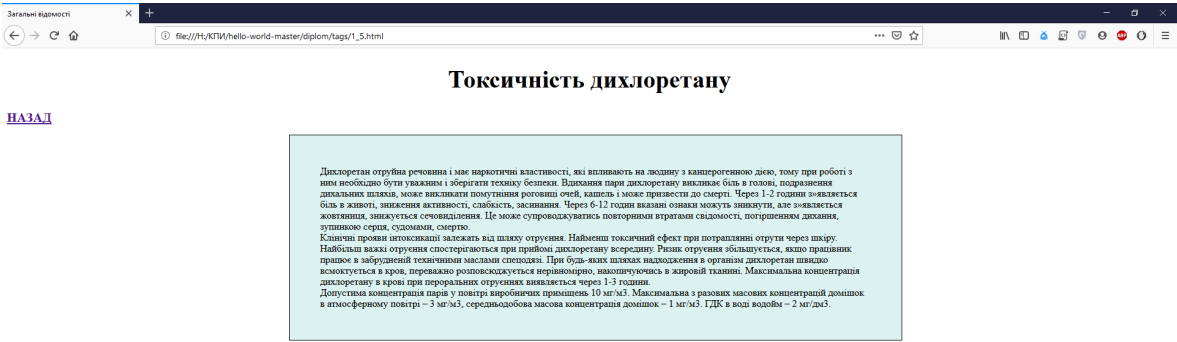 Загальні відомості
file:///H:/КПИ/hello-world-master/diplom/tags/1_5.html
Токсичність дихлоретану
НАЗАД
Дихлоретан отруйна речовина і має наркотичні властивості, які впливають на людину з канцерогенною дією, тому при роботі з
ним необхідно бути уважним і зберігати техніку безпеки. Вдихання пари дихлоретану викликає біль в голові, подразнення
дихальних шляхів, може викликати помутніння роговиці очей, кашель і може призвести до смерті. Через 1-2 години з»являється
біль в животі, зниження активності, слабкість, засинання. Через 6-12 годин вказані ознаки можуть зникнути, але з»являється
жовтяниця, знижується сечовиділення. Це може супроводжуватись повторними втратами свідомості, погіршенням дихання,
зупинкою серця, судомами, смертю.
Клінічні прояви інтоксикації залежать від шляху отруєння. Найменш токсичний ефект при потраплянні отрути через шкіру.
Найбільш важкі отруєння спостерігаються при прийомі дихлоретану всередину. Ризик отруєння збільшується, якщо працівник
працює в забрудненій технічними маслами спецодязі. При будь-яких шляхах надходження в організм дихлоретан швидко
всмоктується в кров, переважно розповсюджується нерівномірно, накопичуючись в жировій тканині. Максимальна концентрація
дихлоретану в крові при пероральних отруєннях виявляється через 1-3 години.
Допустима концентрація парів у повітрі виробничих приміщень 10 мг/м3. Максимальна з разових масових концентрацій домішок
в атмосферному повітрі – 3 мг/м3, середньодобова масова концентрація домішок – 1 мг/м3. ГДК в воді водойм – 2 мг/дм3.